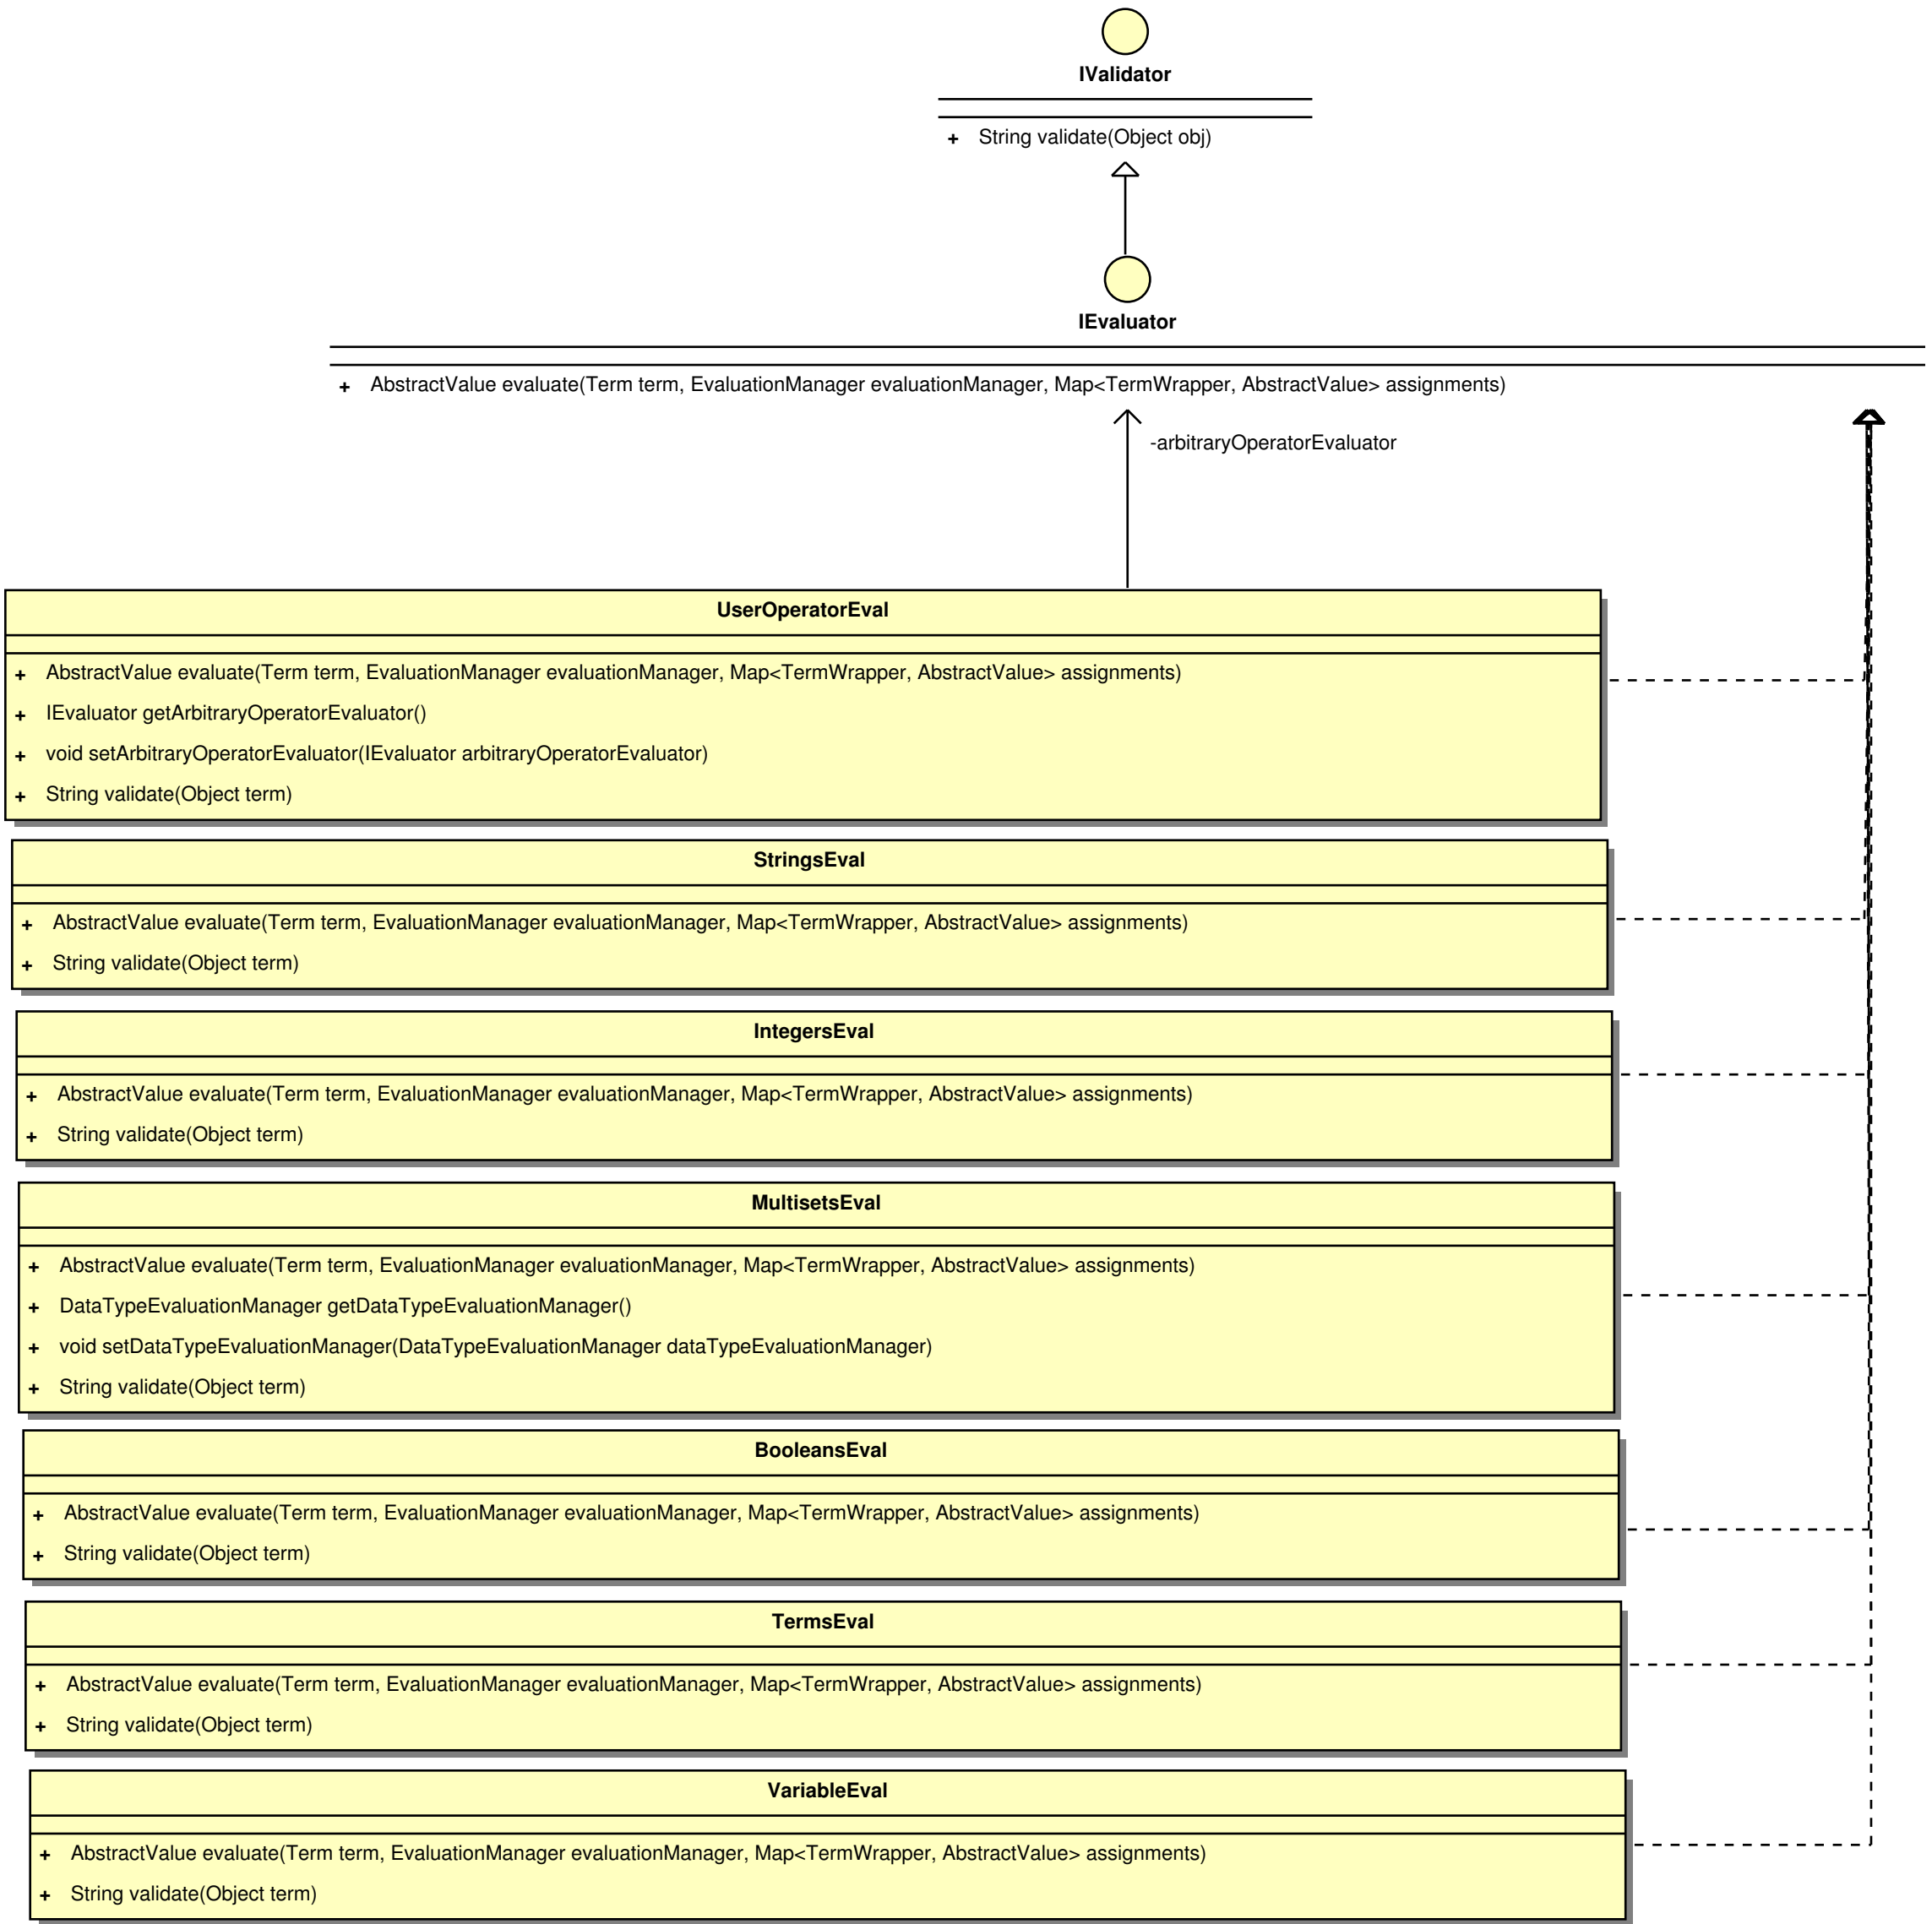 IValidator
+ String validate(Object obj)
IEvaluator
+ AbstractValue evaluate(Term term, EvaluationManager evaluationManager, Map<TermWrapper, AbstractValue> assignments)
-arbitraryOperatorEvaluator
UserOperatorEval
+ AbstractValue evaluate(Term term, EvaluationManager evaluationManager, Map<TermWrapper, AbstractValue> assignments)
+ IEvaluator getArbitraryOperatorEvaluator()
+ void setArbitraryOperatorEvaluator(IEvaluator arbitraryOperatorEvaluator)
+ String validate(Object term)
StringsEval
+ AbstractValue evaluate(Term term, EvaluationManager evaluationManager, Map<TermWrapper, AbstractValue> assignments)
+ String validate(Object term)
IntegersEval
+ AbstractValue evaluate(Term term, EvaluationManager evaluationManager, Map<TermWrapper, AbstractValue> assignments)
+ String validate(Object term)
MultisetsEval
+ AbstractValue evaluate(Term term, EvaluationManager evaluationManager, Map<TermWrapper, AbstractValue> assignments)
+ DataTypeEvaluationManager getDataTypeEvaluationManager()
+ void setDataTypeEvaluationManager(DataTypeEvaluationManager dataTypeEvaluationManager)
+ String validate(Object term)
BooleansEval
+ AbstractValue evaluate(Term term, EvaluationManager evaluationManager, Map<TermWrapper, AbstractValue> assignments)
+ String validate(Object term)
TermsEval
+ AbstractValue evaluate(Term term, EvaluationManager evaluationManager, Map<TermWrapper, AbstractValue> assignments)
+ String validate(Object term)
VariableEval
+ AbstractValue evaluate(Term term, EvaluationManager evaluationManager, Map<TermWrapper, AbstractValue> assignments)
+ String validate(Object term)